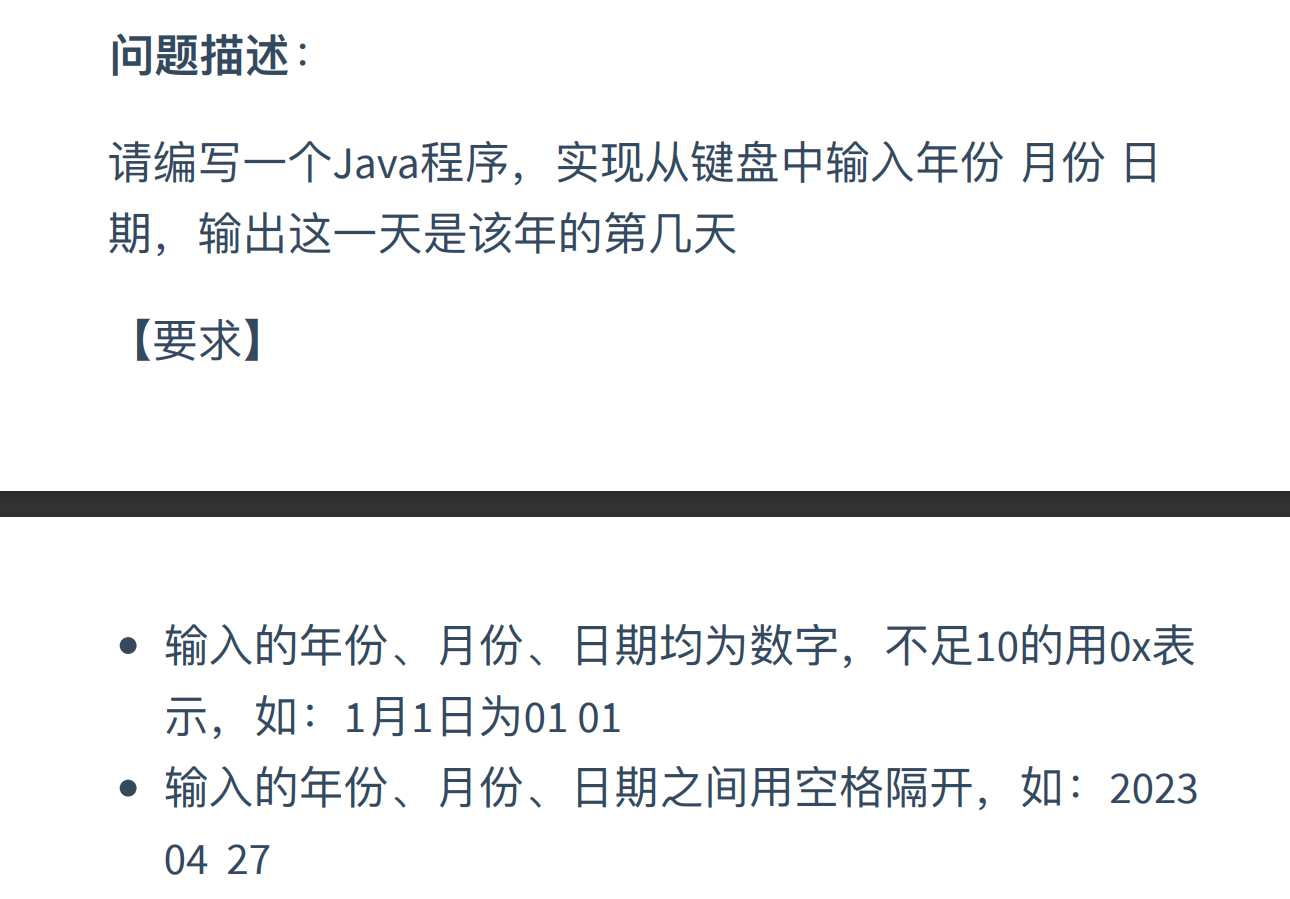 问题描述：
请编写一个Java程序，实现从键盘中输入年份 月份 日
期，输出这一天是该年的第几天
【要求】
输入的年份、月份、日期均为数字，不足10的用0x表
示，如：1月1日为01 01
输入的年份、月份、日期之间用空格隔开，如：2023
04 27